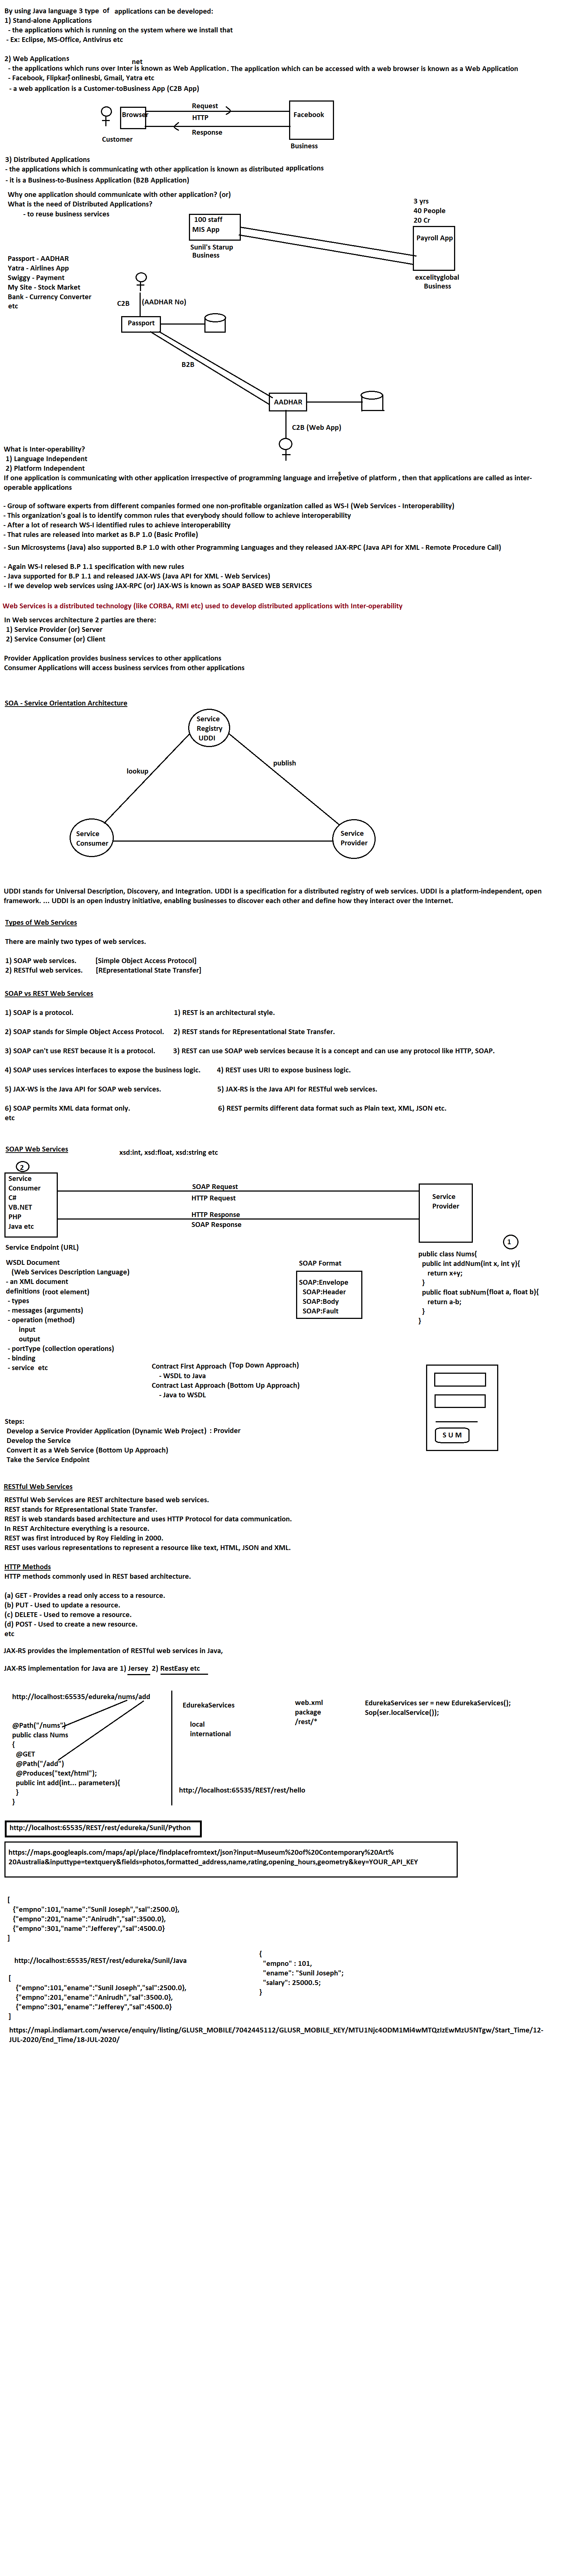 By using Java language 3 type of applications can be developed:
1) Stand-alone Applications
- the applications which is running on the system where we install that
- Ex: Eclipse, MS-Office, Antivirus etc
2) Web Applications
net
- the applications which runs over Inter is known as Web Application. The application which can be accessed with a web browser is known as a Web Application
- Facebook, Flipkart, onlinesbi, Gmail, Yatra etc
- a web application is a Customer-toBusiness App (C2B App)
Request
Browser
HTTP
Facebook
Response
Customer
Business
3) Distributed Applications
- the applications which is communicating wth other application is known as distributed applications
- it is a Business-to-Business Application (B2B Application)
Why one application should communicate with other application? (or)
What is the need of Distributed Applications?
- to reuse business services
3 yrs
40 People
20 Cr
100 staff
MIS App
Payroll App
Sunil's Starup
Business
excelityglobal
Business
Passport - AADHAR
Yatra - Airlines App
Swiggy - Payment
My Site - Stock Market
Bank - Currency Converter
etc
C2B
(AADHAR No)
Passport
B2B
AADHAR
C2B (Web App)
What is Inter-operability?
1) Language Independent
2) Platform Independent
s
If one application is communicating with other application irrespective of programming language and irrepetive of platform , then that applications are called as inter-
operable applications
- Group of software experts from different companies formed one non-profitable organization called as WS-I (Web Services - Interoperability)
- This organization's goal is to identify common rules that everybody should follow to achieve interoperability
- After a lot of research WS-I identified rules to achieve interoperability
- That rules are released into market as B.P 1.0 (Basic Profile)
- Sun Microsystems (Java) also supported B.P 1.0 with other Programming Languages and they released JAX-RPC (Java API for XML - Remote Procedure Call)
- Again WS-I relesed B.P 1.1 specification with new rules
- Java supported for B.P 1.1 and released JAX-WS (Java API for XML - Web Services)
- If we develop web services using JAX-RPC (or) JAX-WS is known as SOAP BASED WEB SERVICES
Web Services is a distributed technology (like CORBA, RMI etc) used to develop distributed applications with Inter-operability
In Web servces architecture 2 parties are there:
1) Service Provider (or) Server
2) Service Consumer (or) Client
Provider Application provides business services to other applications
Consumer Applications will access business services from other applications
SOA - Service Orientation Architecture
Service
Registry
UDDI
lookup
publish
Service
Consumer
Service
Provider
UDDI stands for Universal Description, Discovery, and Integration. UDDI is a specification for a distributed registry of web services. UDDI is a platform-independent, open
framework. ... UDDI is an open industry initiative, enabling businesses to discover each other and define how they interact over the Internet.
Types of Web Services
There are mainly two types of web services.
1) SOAP web services. [Simple Object Access Protocol]
2) RESTful web services. [REpresentational State Transfer]
SOAP vs REST Web Services
1) SOAP is a protocol. 1) REST is an architectural style.
2) SOAP stands for Simple Object Access Protocol. 2) REST stands for REpresentational State Transfer.
3) SOAP can't use REST because it is a protocol. 3) REST can use SOAP web services because it is a concept and can use any protocol like HTTP, SOAP.
4) SOAP uses services interfaces to expose the business logic. 4) REST uses URI to expose business logic.
5) JAX-WS is the Java API for SOAP web services. 5) JAX-RS is the Java API for RESTful web services.
6) SOAP permits XML data format only. 6) REST permits different data format such as Plain text, XML, JSON etc.
etc
SOAP Web Services
xsd:int, xsd:float, xsd:string etc
2
Service
Consumer
C#
VB.NET
PHP
Java etc
SOAP Request
HTTP Request
HTTP Response
SOAP Response
Service
Provider
1
Service Endpoint (URL)
WSDL Document
(Web Services Description Language)
- an XML document
definitions (root element)
- types
- messages (arguments)
- operation (method)
input
output
- portType (collection operations)
- binding
- service etc
SOAP Format
SOAP:Envelope
SOAP:Header
SOAP:Body
SOAP:Fault
public class Nums{
public int addNum(int x, int y){
return x+y;
}
public float subNum(float a, float b){
return a-b;
}
}
Contract First Approach (Top Down Approach)
- WSDL to Java
Contract Last Approach (Bottom Up Approach)
- Java to WSDL
S U M
Steps:
Develop a Service Provider Application (Dynamic Web Project) : Provider
Develop the Service
Convert it as a Web Service (Bottom Up Approach)
Take the Service Endpoint
RESTful Web Services
RESTful Web Services are REST architecture based web services.
REST stands for REpresentational State Transfer.
REST is web standards based architecture and uses HTTP Protocol for data communication.
In REST Architecture everything is a resource.
REST was first introduced by Roy Fielding in 2000.
REST uses various representations to represent a resource like text, HTML, JSON and XML.
HTTP Methods
HTTP methods commonly used in REST based architecture.
(a) GET - Provides a read only access to a resource.
(b) PUT - Used to update a resource.
(c) DELETE - Used to remove a resource.
(d) POST - Used to create a new resource.
etc
JAX-RS provides the implementation of RESTful web services in Java,
JAX-RS implementation for Java are 1) Jersey 2) RestEasy etc
http://localhost:65535/edureka/nums/add
@Path("/nums")
public class Nums
{
@GET
@Path("/add")
@Produces("text/html");
public int add(int... parameters){
}
}
EdurekaServices
local
international
web.xml
package
/rest/*
EdurekaServices ser = new EdurekaServices();
Sop(ser.localService());
http://localhost:65535/REST/rest/hello
http://localhost:65535/REST/rest/edureka/Sunil/Python
https://maps.googleapis.com/maps/api/place/findplacefromtext/json?input=Museum%20of%20Contemporary%20Art%
20Australia&inputtype=textquery&fields=photos,formatted_address,name,rating,opening_hours,geometry&key=YOUR_API_KEY
[
{"empno":101,"name":"Sunil Joseph","sal":2500.0},
{"empno":201,"name":"Anirudh","sal":3500.0},
{"empno":301,"name":"Jefferey","sal":4500.0}
]
http://localhost:65535/REST/rest/edureka/Sunil/Java
[
{"empno":101,"ename":"Sunil Joseph","sal":2500.0},
{"empno":201,"ename":"Anirudh","sal":3500.0},
{"empno":301,"ename":"Jefferey","sal":4500.0}
]
{
"empno" : 101,
"ename": "Sunil Joseph";
"salary": 25000.5;
}
https://mapi.indiamart.com/wservce/enquiry/listing/GLUSR_MOBILE/7042445112/GLUSR_MOBILE_KEY/MTU1Njc4ODM1Mi4wMTQzIzEwMzU5NTgw/Start_Time/12-
JUL-2020/End_Time/18-JUL-2020/